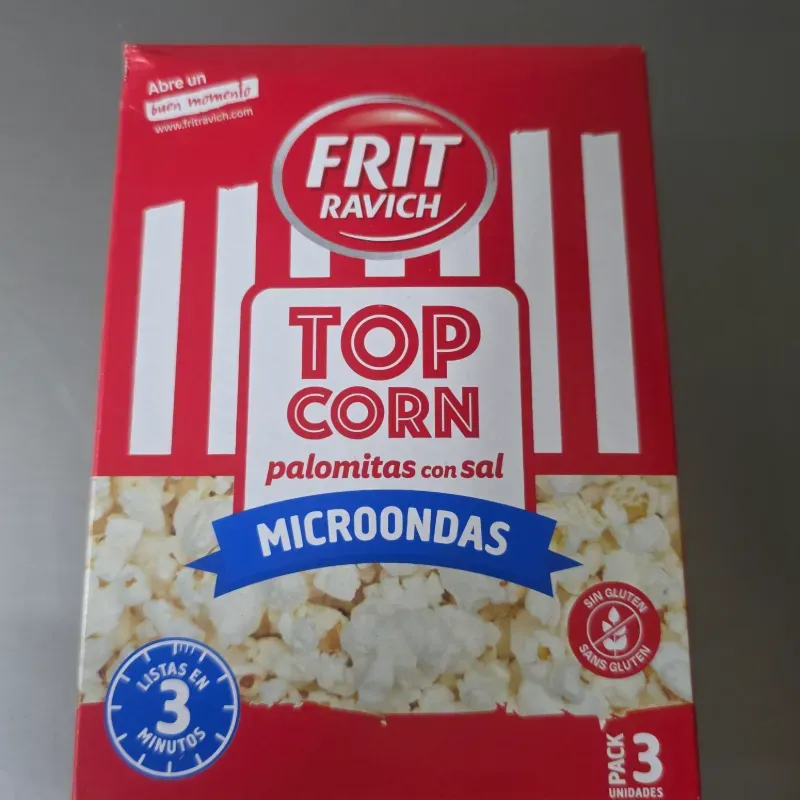 Abre un
buen momento
www.fritravich.com
FRIT
RAVICH
TOP
CORN
palomitas con sal
MICROONDAS
LISTAS EN
3
MINUTOS
SIN GLUTEN
SANS GLUTEN
PACK 3
UNIDADES